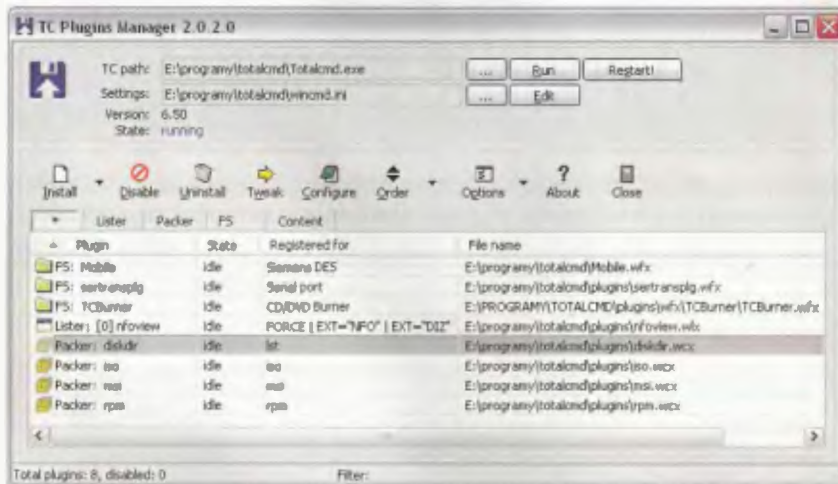 TC Plugins Manager 2.0.2.0
TC path: E:\programy\totalcmd\Totalcmd.exe ... Run Restart!
Settings: E:\programy\totalcmd\wincmd.ini ... Edit
Version: 6.50
State: running
Install Disable Uninstall Tweak Configure Order Options About Close
* Lister Packer FS Content
Plugin State Registered for File name
FS: Mobile idle Siemens DES E:\programy\totalcmd\Mobile.wfx
FS: sertransplg idle Serial port E:\programy\totalcmd\plugins\sertransplg.wfx
FS: TCBurner idle CD/DVD Burner E:\PROGRAMY\TOTALCMD\plugins\wfx\TCBurner\TCBurner.wfx
Lister: [0] nfoview idle FORCE | EXT="NFO" | EXT="DIZ" E:\programy\totalcmd\plugins\nfoview.wlx
Packer: diskdir idle lst E:\programy\totalcmd\plugins\diskdir.wcx
Packer: iso idle iso E:\programy\totalcmd\plugins\iso.wcx
Packer: msi idle msi E:\programy\totalcmd\plugins\msi.wcx
Packer: rpm idle rpm E:\programy\totalcmd\plugins\rpm.wcx
Total plugins: 8, disabled: 0 Filter: